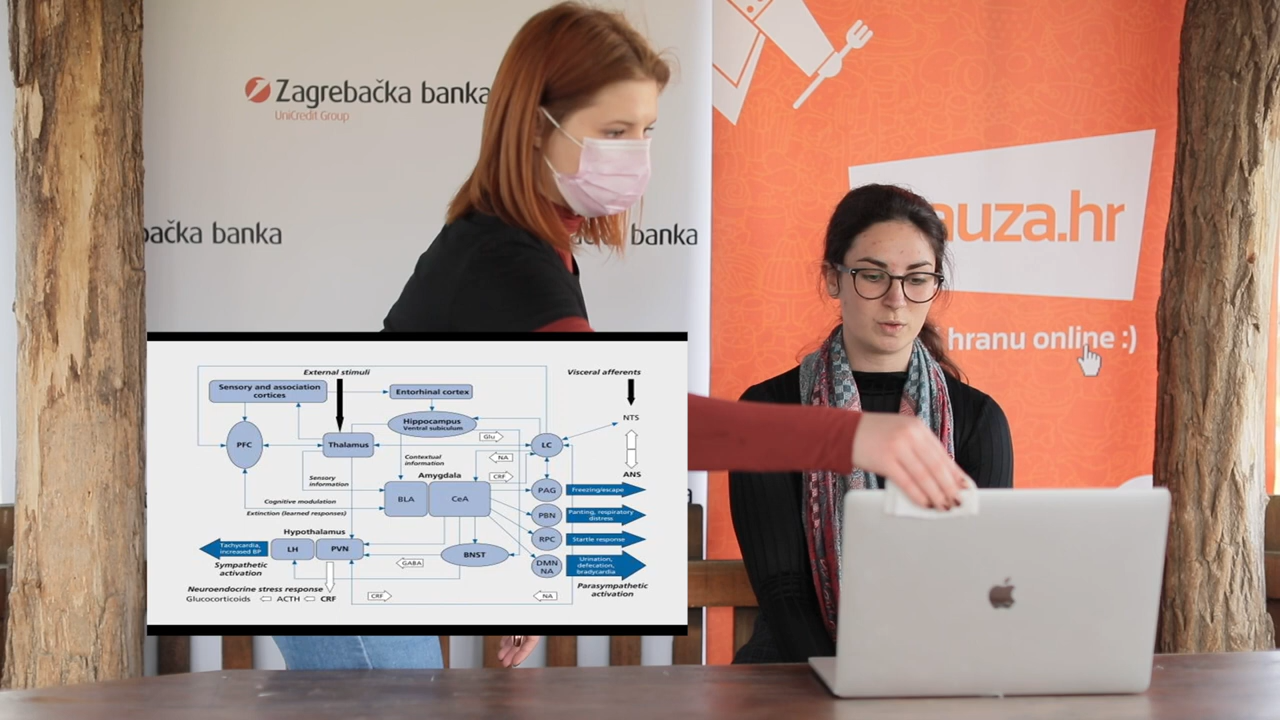 Zagrebačka banka
UniCredit Group
bačka banka
banka
auza.hr
hranu online :)
External stimuli
Visceral afferents
Sensory and association
cortices
Entorhinal cortex
Hippocampus
Ventral subiculum
NTS
Glu
PFC
Thalamus
LC
NA
Contextual
information
ANS
Amygdala
CRF
Sensory
information
BLA
CeA
PAG
Freezing/escape
Cognitive modulation
Extinction (learned responses)
PBN
Panting, respiratory
distress
Hypothalamus
RPC
Startle response
Tachycardia,
increased BP
LH
PVN
BNST
GABA
DMN
NA
Urination,
defecation,
bradycardia
Sympathetic
activation
Parasympathetic
activation
Neuroendocrine stress response
Glucocorticoids
ACTH
CRF
CRF
NA